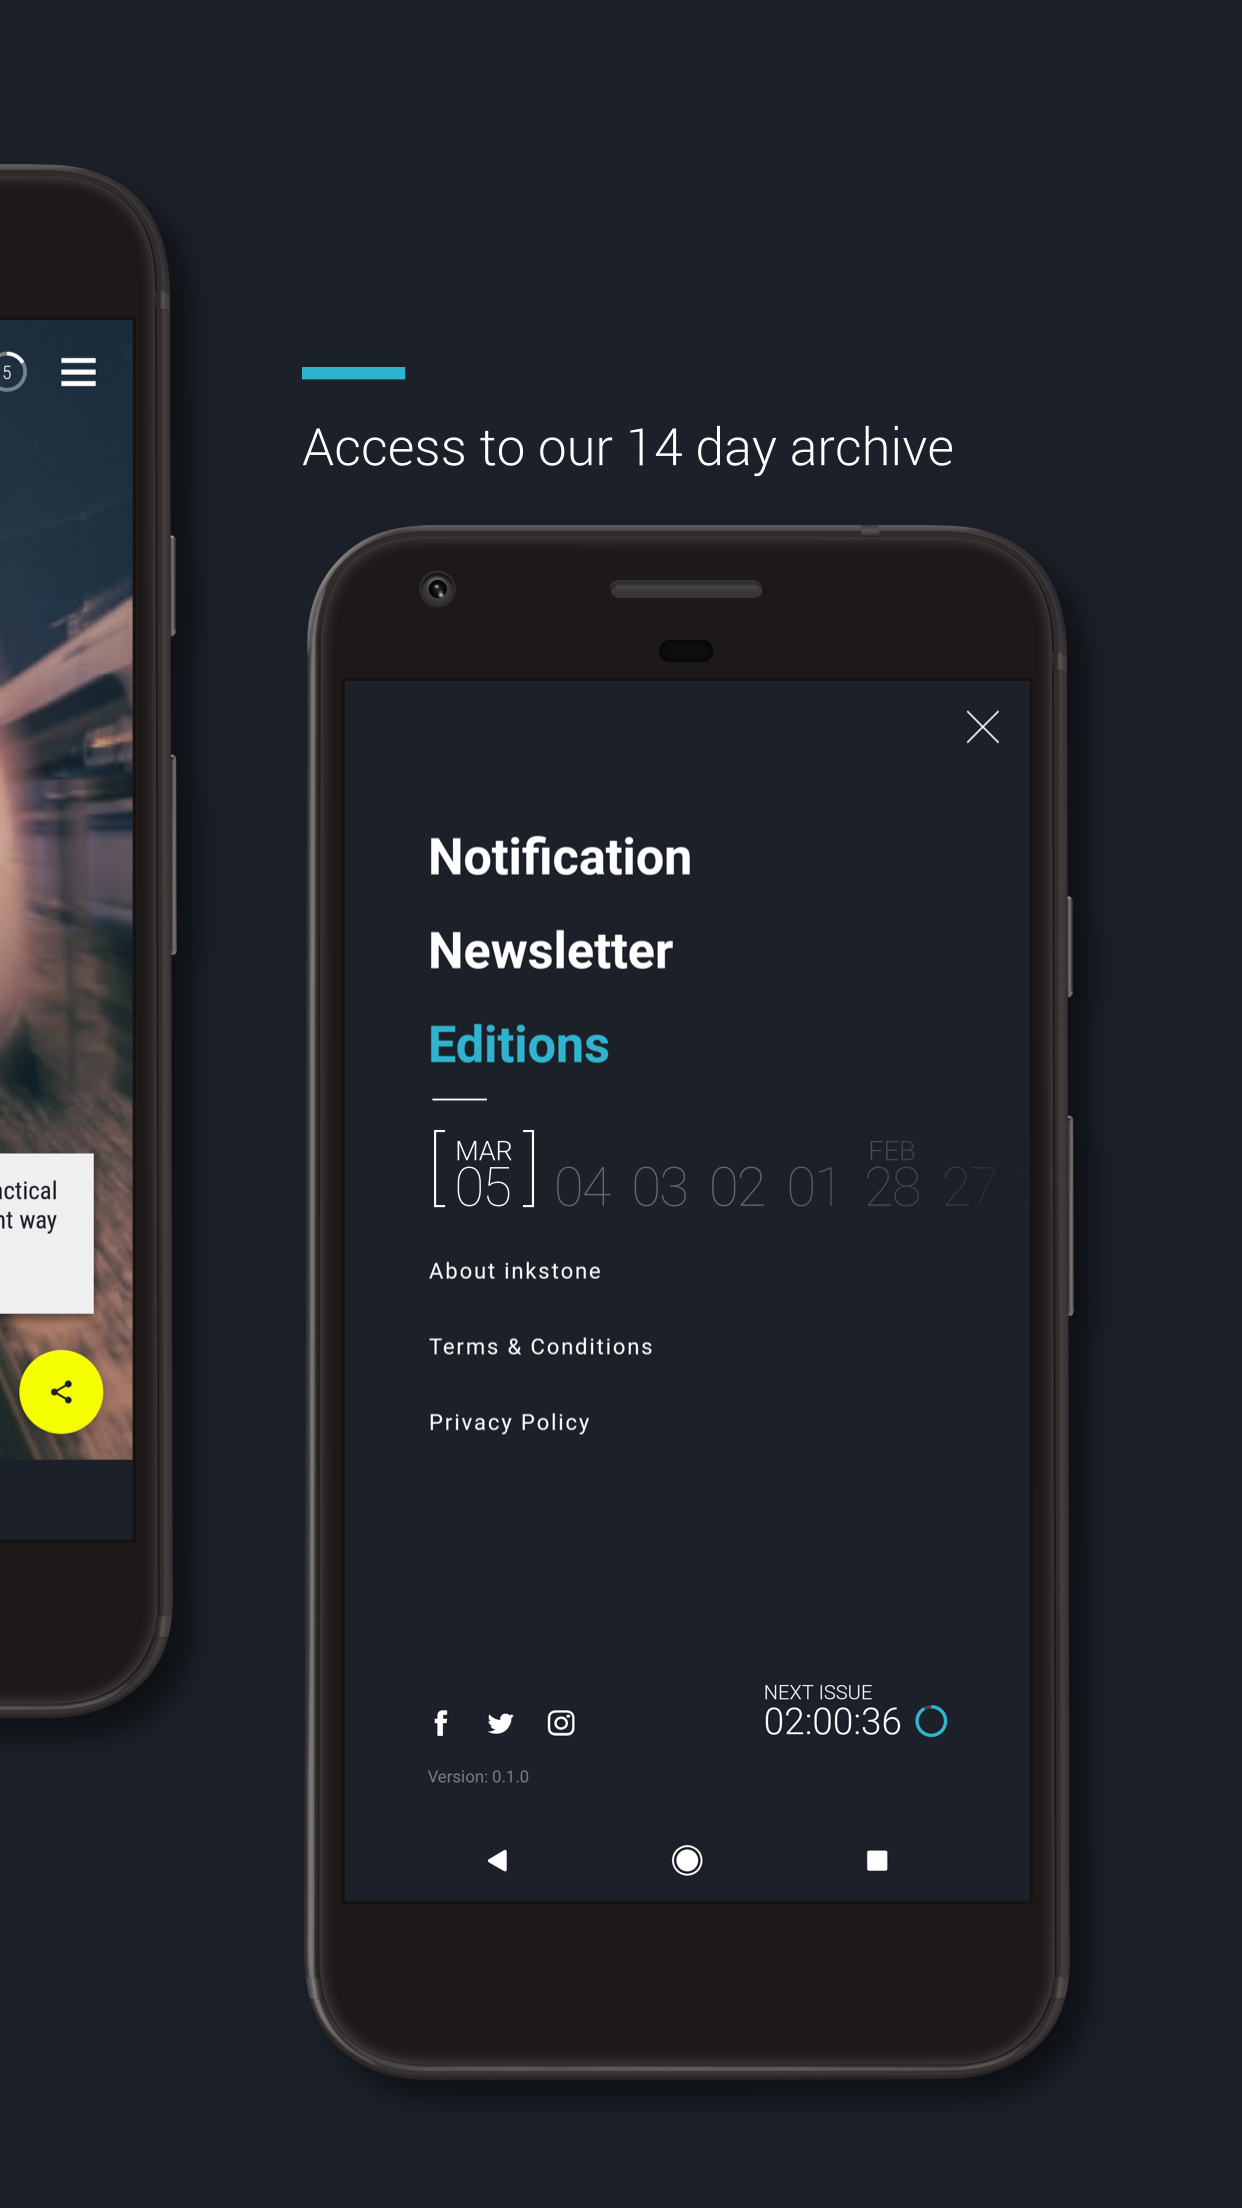 5
Access to our 14 day archive
Notification
Newsletter
Editions
MAR FEB
05 04 03 02 01 28 27
way
About inkstone
Terms & Conditions
Privacy Policy
NEXT ISSUE
02:00:36
Version: 0.1.0